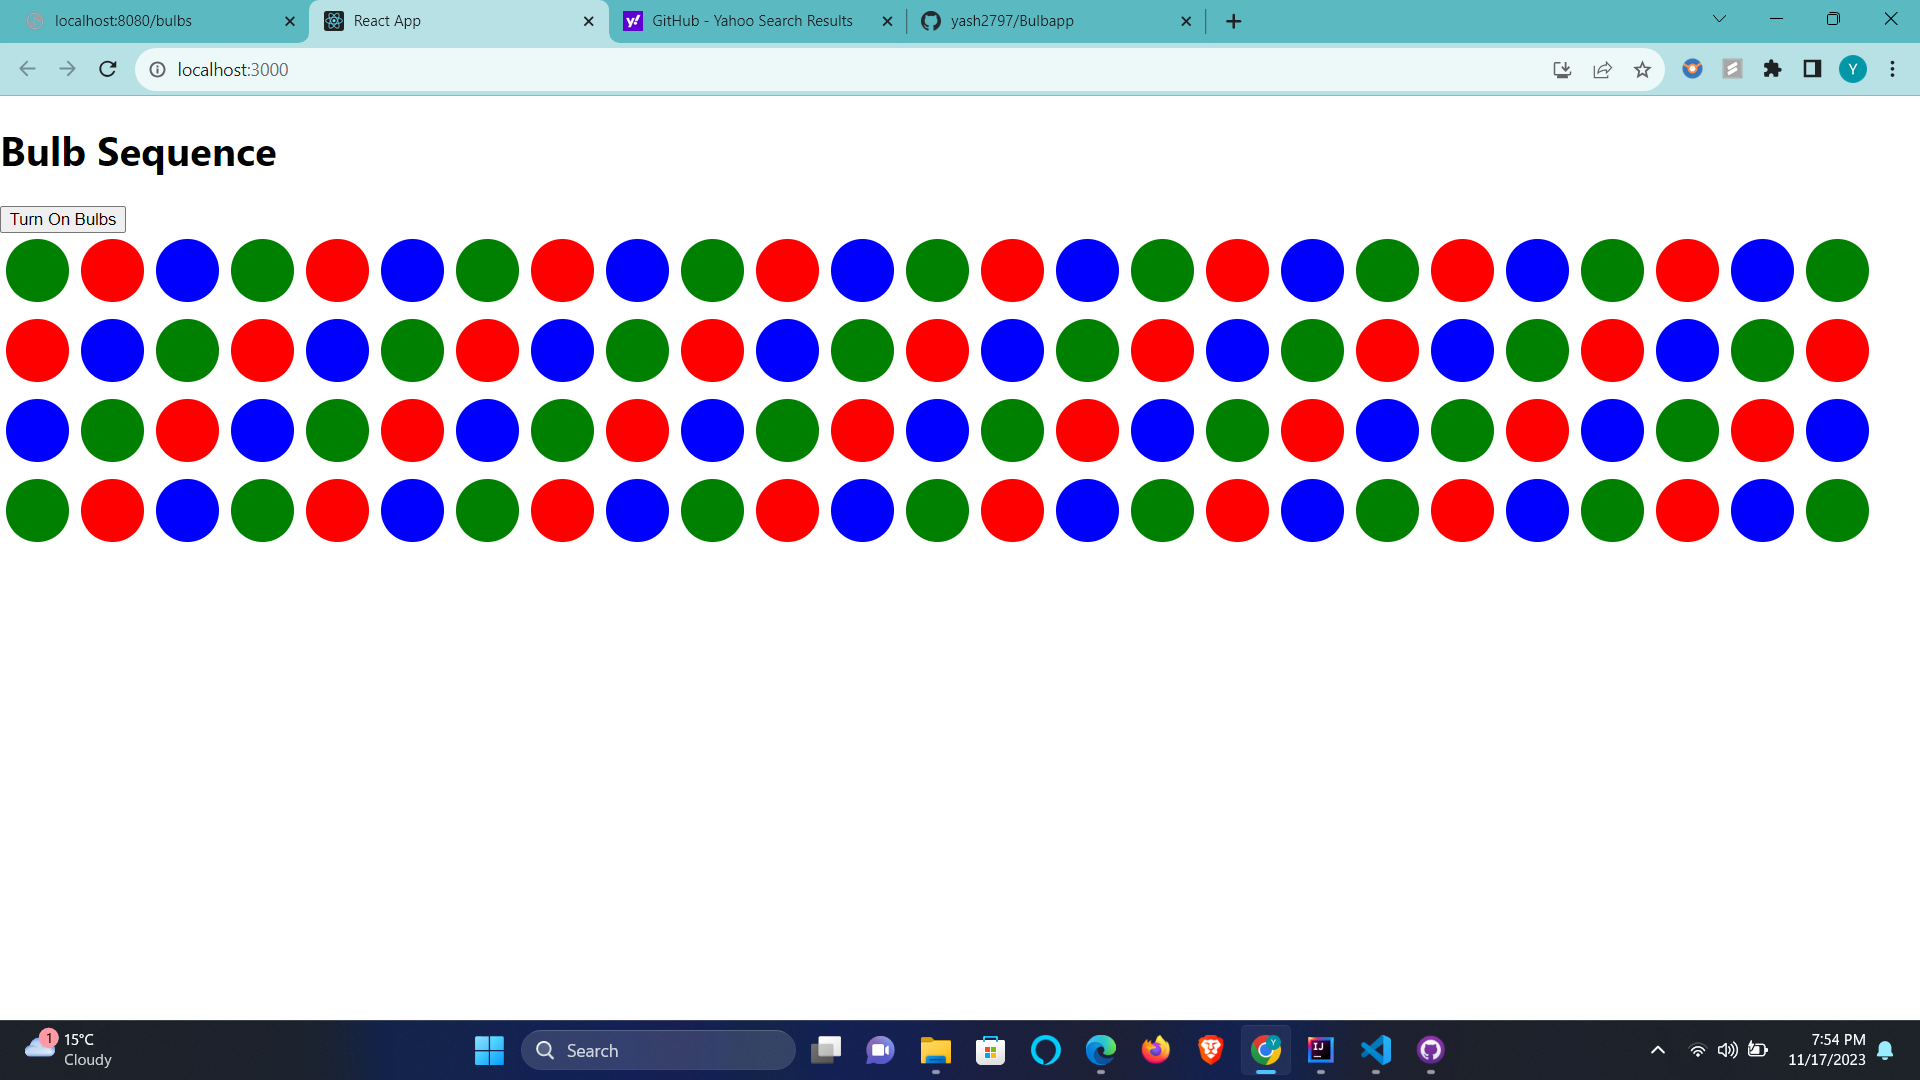 localhost:8080/bulbs
React App
y!
GitHub - Yahoo Search Results
yash2797/Bulbapp
localhost:3000
Y
Bulb Sequence
Turn On Bulbs
1
15°C
Cloudy
Search
Y
IJ
7:54 PM
11/17/2023